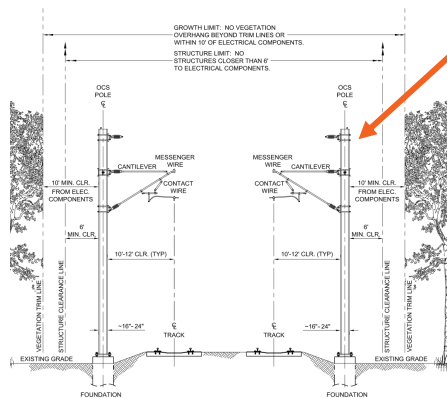 GROWTH LIMIT: NO VEGETATION
OVERHANG BEYOND TRIM LINES OR
WITHIN 10' OF ELECTRICAL COMPONENTS.
STRUCTURE LIMIT: NO
STRUCTURES CLOSER THAN 6'
TO ELECTRICAL COMPONENTS.
OCS
POLE
℄
OCS
POLE
℄
MESSENGER
WIRE
CANTILEVER
CONTACT
WIRE
MESSENGER
WIRE
CANTILEVER
CONTACT
WIRE
10' MIN. CLR.
FROM ELEC.
COMPONENTS
10' MIN. CLR.
FROM ELEC.
COMPONENTS
6'
MIN. CLR.
6'
MIN. CLR.
10'-12' CLR. (TYP)
10'-12' CLR. (TYP)
VEGETATION TRIM LINE
STRUCTURE CLEARANCE LINE
STRUCTURE CLEARANCE LINE
VEGETATION TRIM LINE
~16"- 24"
℄
TRACK
℄
TRACK
~16"- 24"
EXISTING GRADE
EXISTING GRADE
FOUNDATION
FOUNDATION